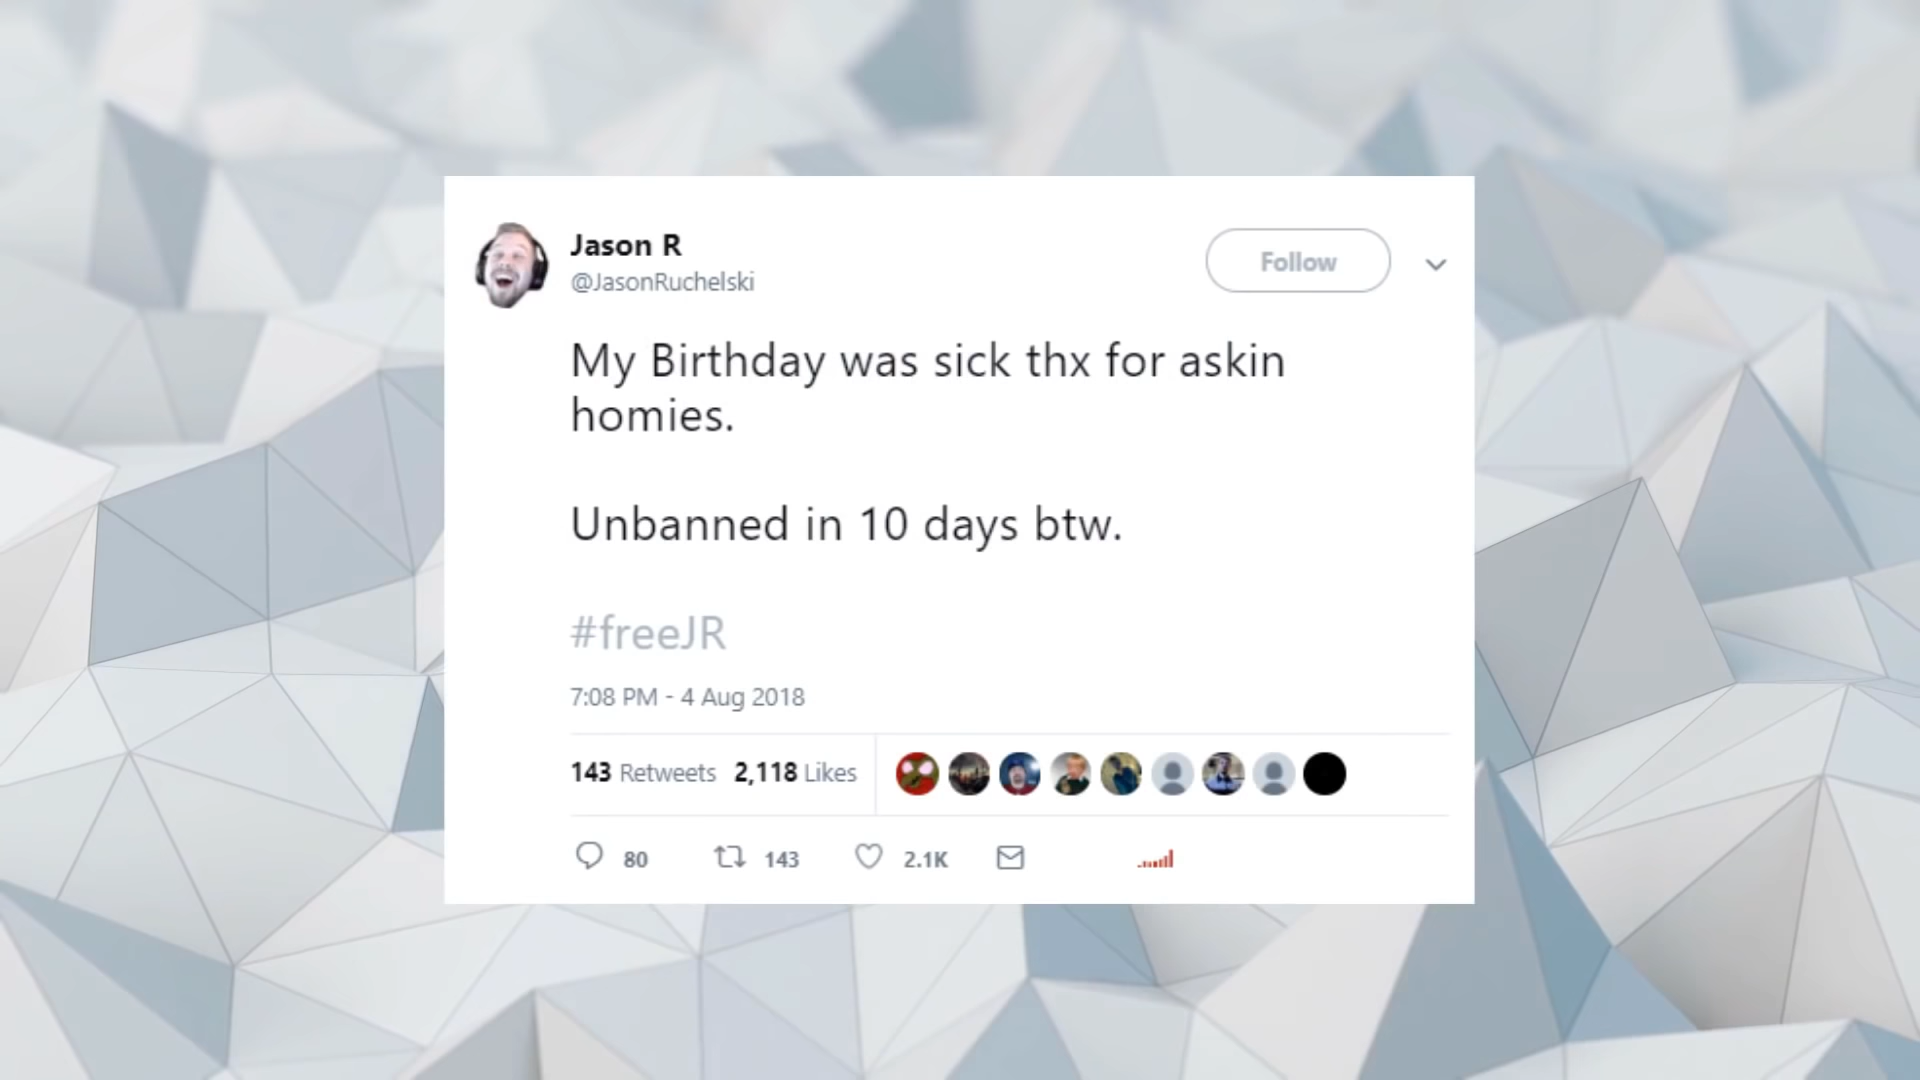 Jason R
@JasonRuchelski
Follow
My Birthday was sick thx for askin
homies.
Unbanned in 10 days btw.
#freeJR
7:08 PM - 4 Aug 2018
143 Retweets 2,118 Likes
80 143 2.1K